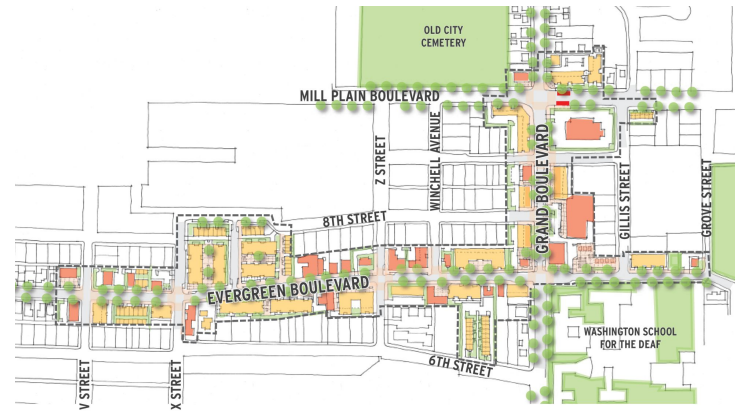 OLD CITY
CEMETERY
MILL PLAIN BOULEVARD
Z STREET
WINCHELL AVENUE
GRAND BOULEVARD
GILLIS STREET
GROVE STREET
8TH STREET
EVERGREEN BOULEVARD
WASHINGTON SCHOOL
FOR THE DEAF
6TH STREET
V STREET
X STREET